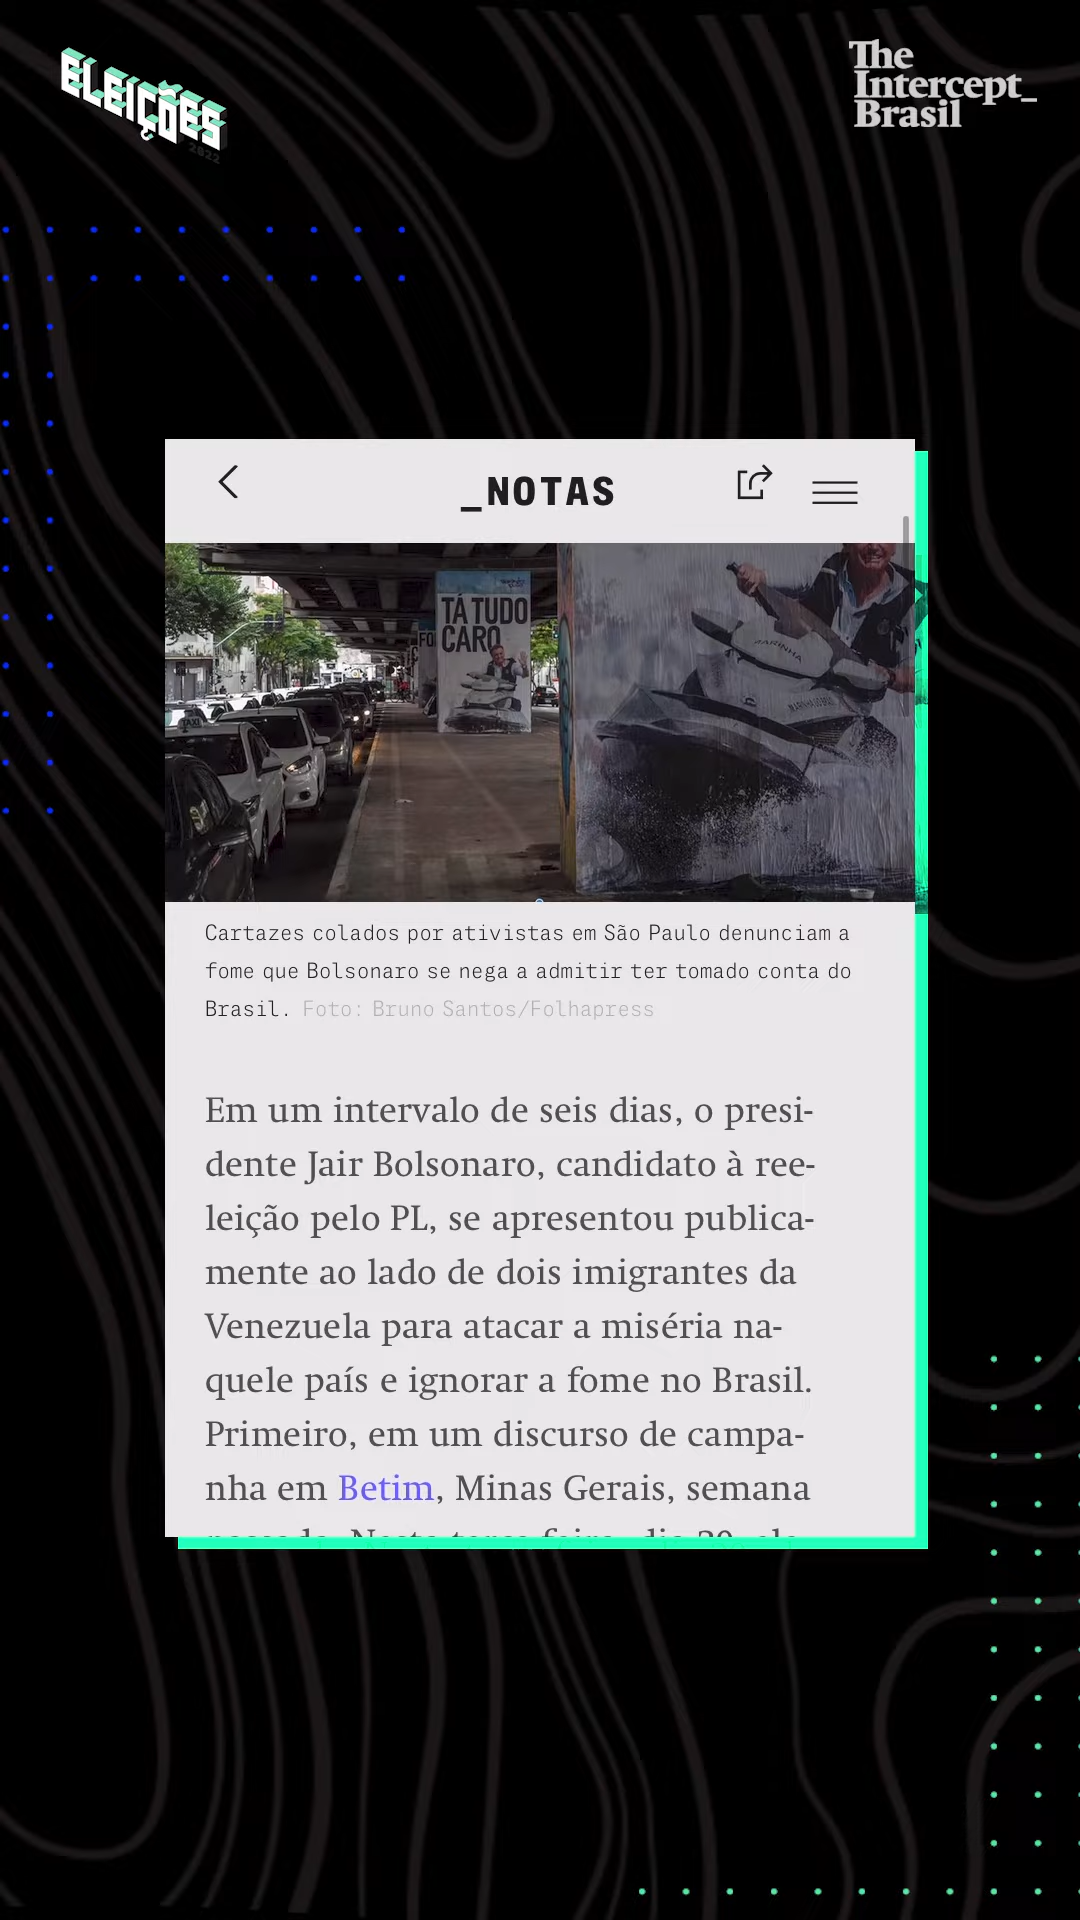 ELEIÇÕES
2022
The
Intercept_
Brasil
_NOTAS
TÁ TUDO
CARO
FO
MARINHA
Cartazes colados por ativistas em São Paulo denunciam a
fome que Bolsonaro se nega a admitir ter tomado conta do
Brasil. Foto: Bruno Santos/Folhapress
Em um intervalo de seis dias, o presi-
dente Jair Bolsonaro, candidato à ree-
leição pelo PL, se apresentou publica-
mente ao lado de dois imigrantes da
Venezuela para atacar a miséria na-
quele país e ignorar a fome no Brasil.
Primeiro, em um discurso de campa-
nha em Betim, Minas Gerais, semana